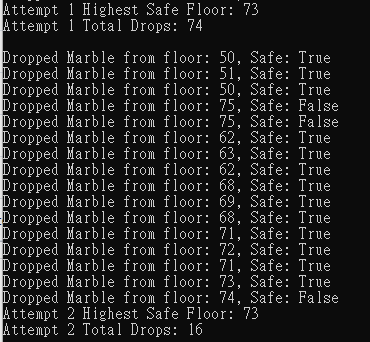 Attempt 1 Highest Safe Floor: 73
Attempt 1 Total Drops: 74
Dropped Marble from floor: 50, Safe: True
Dropped Marble from floor: 51, Safe: True
Dropped Marble from floor: 50, Safe: True
Dropped Marble from floor: 75, Safe: False
Dropped Marble from floor: 75, Safe: False
Dropped Marble from floor: 62, Safe: True
Dropped Marble from floor: 63, Safe: True
Dropped Marble from floor: 62, Safe: True
Dropped Marble from floor: 68, Safe: True
Dropped Marble from floor: 69, Safe: True
Dropped Marble from floor: 68, Safe: True
Dropped Marble from floor: 71, Safe: True
Dropped Marble from floor: 72, Safe: True
Dropped Marble from floor: 71, Safe: True
Dropped Marble from floor: 73, Safe: True
Dropped Marble from floor: 74, Safe: False
Attempt 2 Highest Safe Floor: 73
Attempt 2 Total Drops: 16